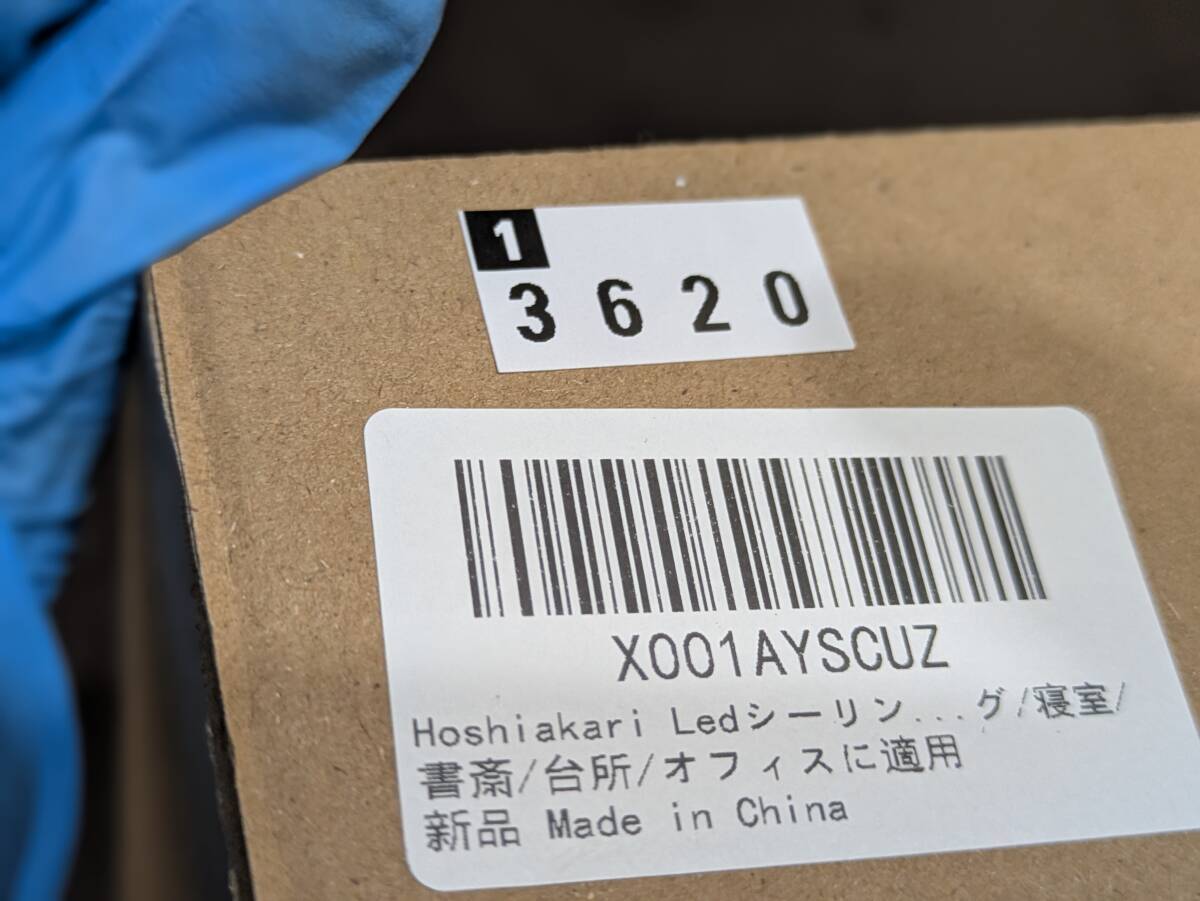 1
3620
X001AYSCUZ
Hoshiakari Ledシーリン...グ/寝室/
書斎/台所/オフィスに適用
新品 Made in China